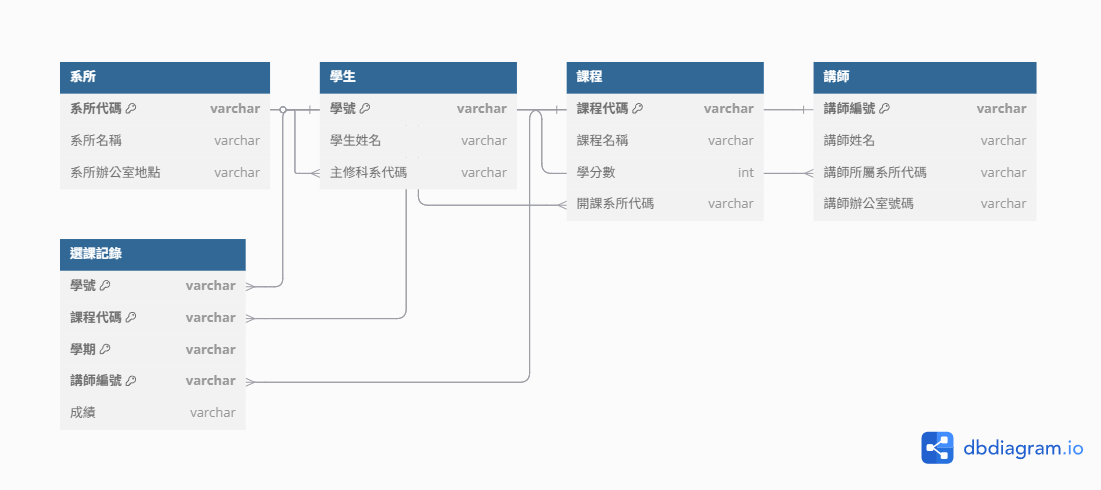 系所
系所代碼 varchar
系所名稱 varchar
系所辦公室地點 varchar
學生
學號 varchar
學生姓名 varchar
主修科系代碼 varchar
課程
課程代碼 varchar
課程名稱 varchar
學分數 int
開課系所代碼 varchar
講師
講師編號 varchar
講師姓名 varchar
講師所屬系所代碼 varchar
講師辦公室號碼 varchar
選課記錄
學號 varchar
課程代碼 varchar
學期 varchar
講師編號 varchar
成績 varchar
dbdiagram.io